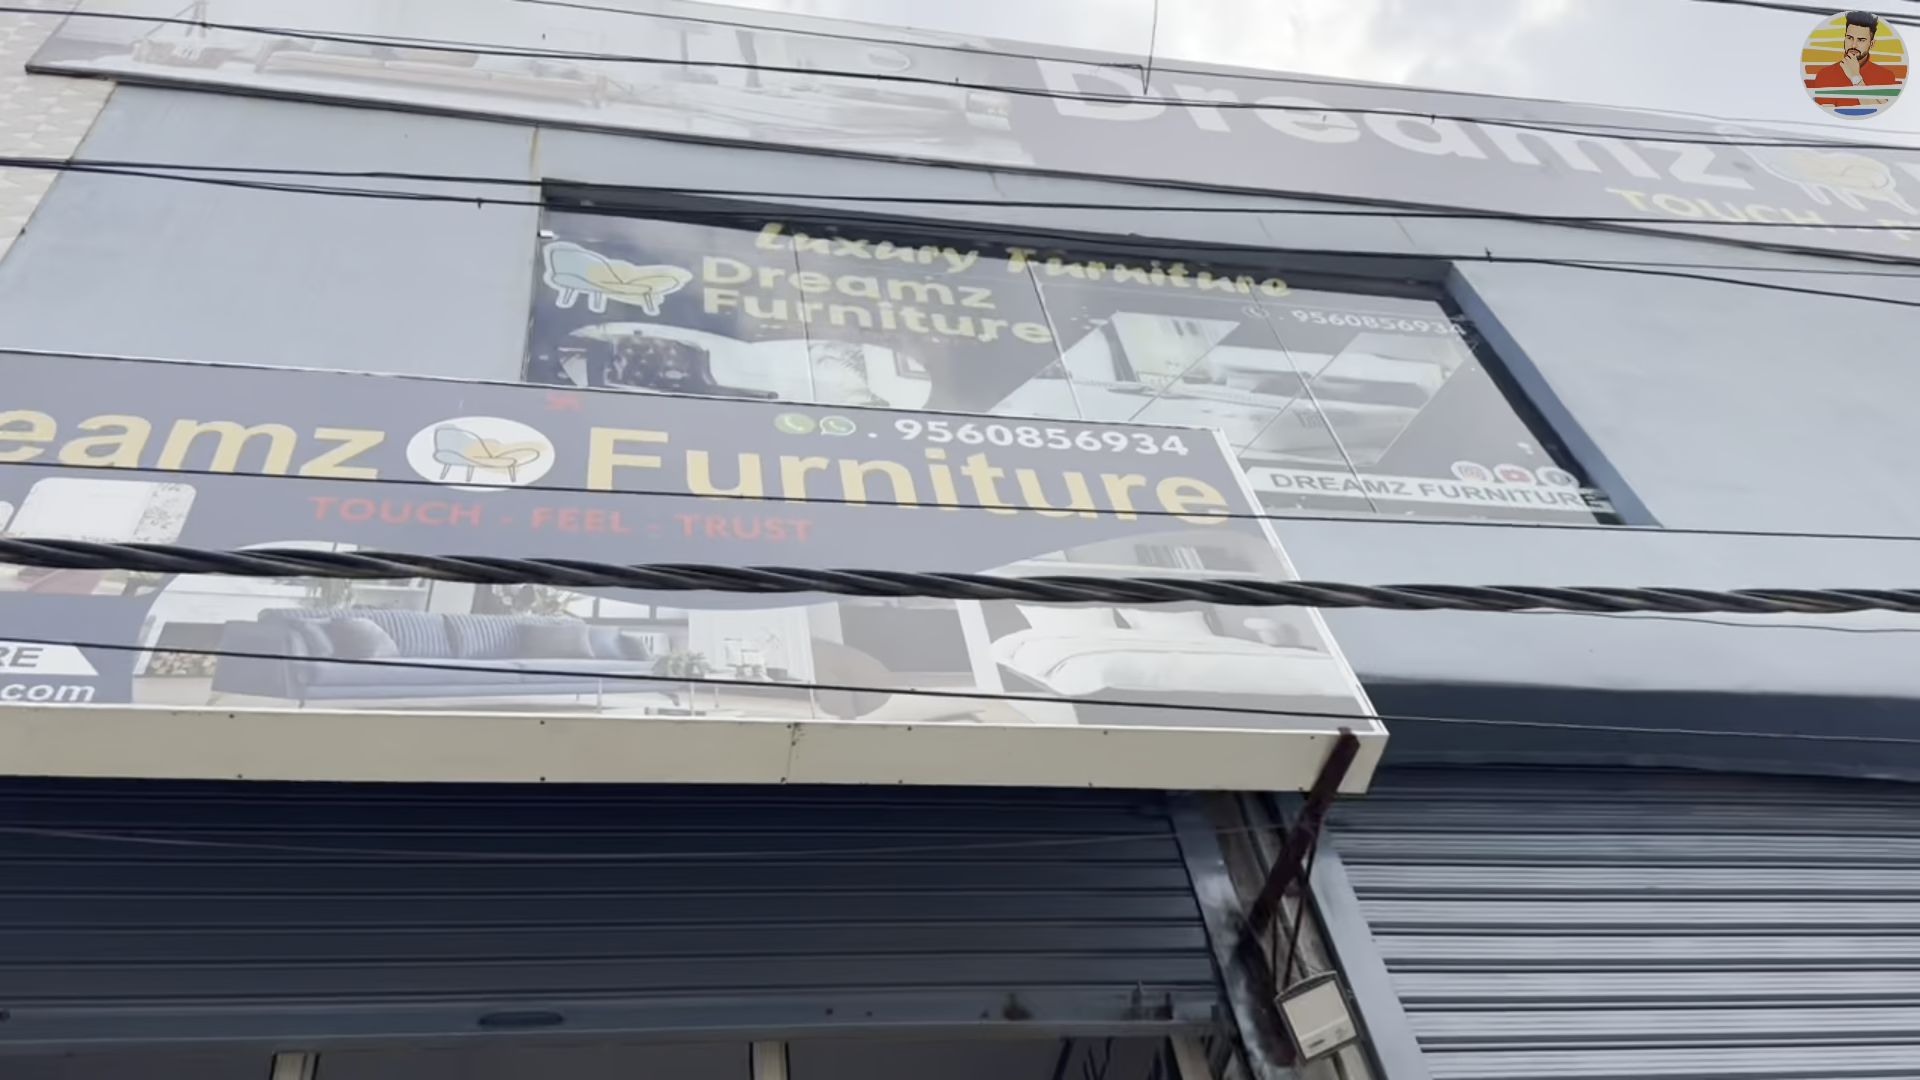 Dreamz
TOUCH -
Luxury Furniture
Dreamz
Furniture
9560856934
DREAMZ FURNITURE
eamz Furniture
. 9560856934
TOUCH - FEEL - TRUST
RE
.com